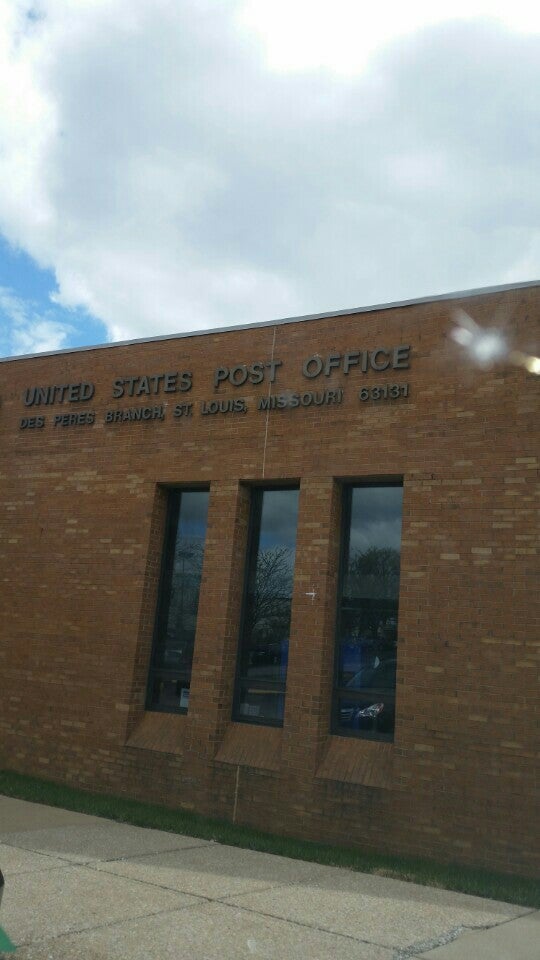 UNITED STATES POST OFFICE
DES PERES BRANCH, ST. LOUIS, MISSOURI 63131